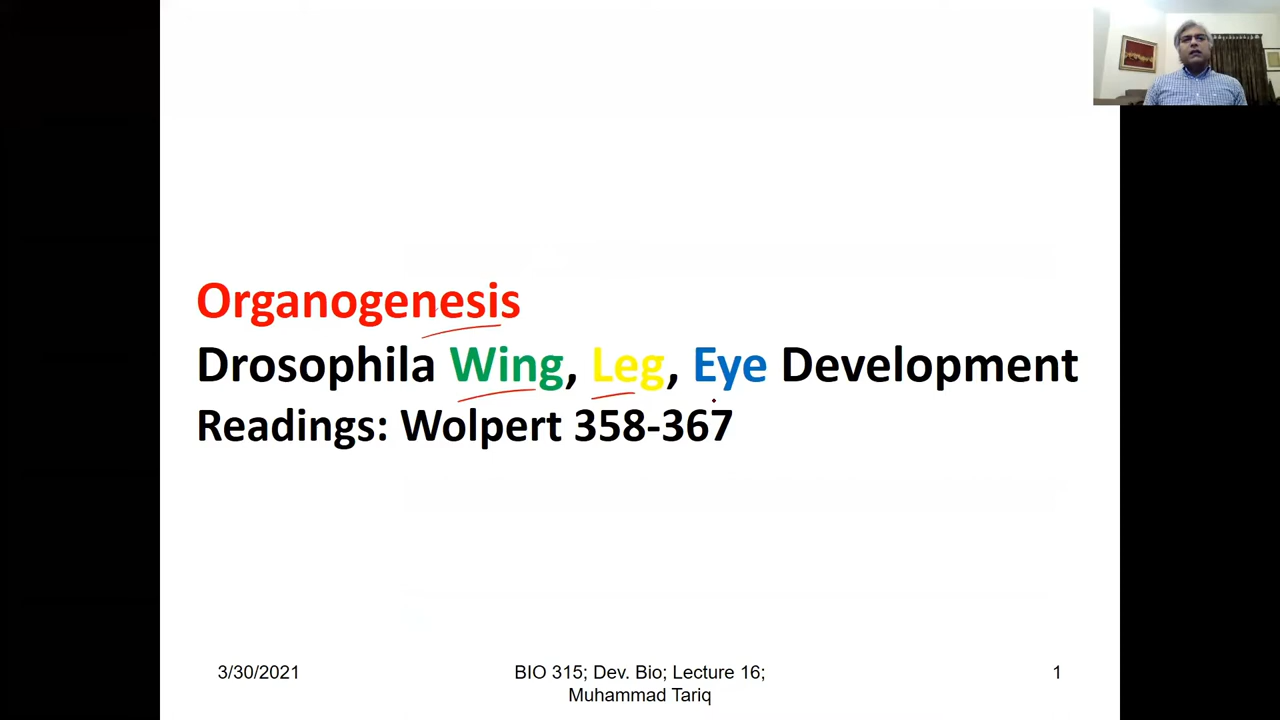 Organogenesis
Drosophila Wing, Leg, Eye Development
Readings: Wolpert 358-367
3/30/2021
BIO 315; Dev. Bio; Lecture 16;
Muhammad Tariq
1